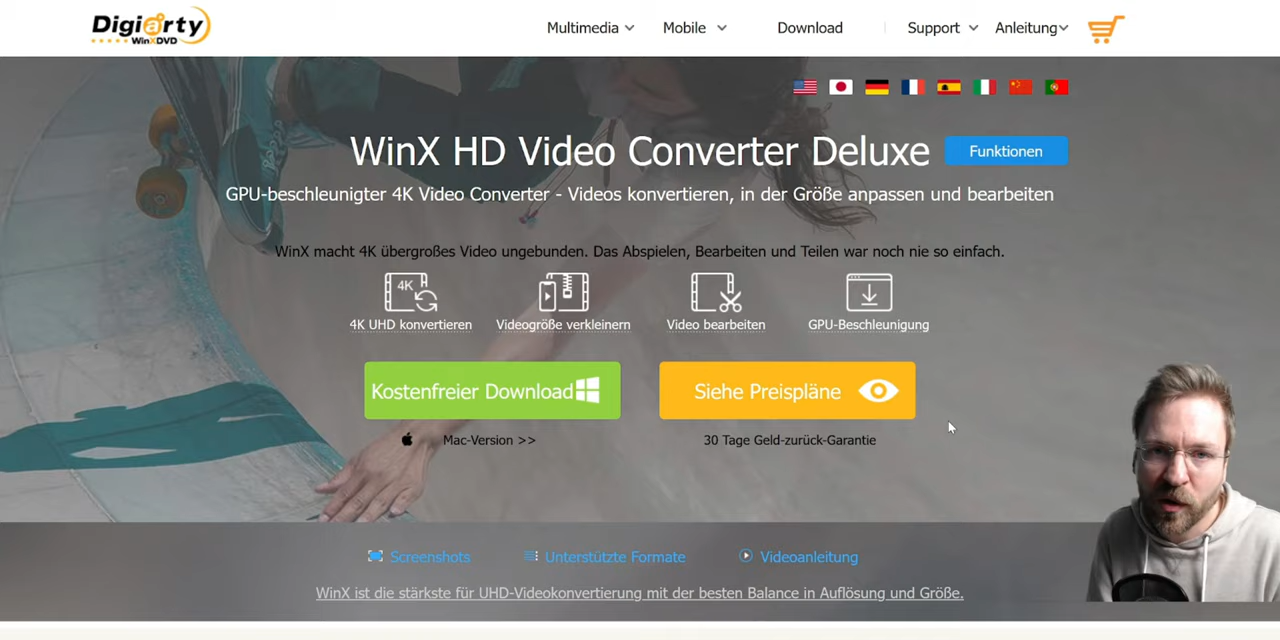 Digiarty
WinXDVD
Multimedia
Mobile
Download
Support
Anleitung
WinX HD Video Converter Deluxe
Funktionen
GPU-beschleunigter 4K Video Converter - Videos konvertieren, in der Größe anpassen und bearbeiten
WinX macht 4K übergroßes Video ungebunden. Das Abspielen, Bearbeiten und Teilen war noch nie so einfach.
4K
4K UHD konvertieren
Videogröße verkleinern
Video bearbeiten
GPU-Beschleunigung
Kostenfreier Download
Siehe Preispläne
Mac-Version >>
30 Tage Geld-zurück-Garantie
Screenshots
Unterstützte Formate
Videoanleitung
WinX ist die stärkste für UHD-Videokonvertierung mit der besten Balance in Auflösung und Größe.